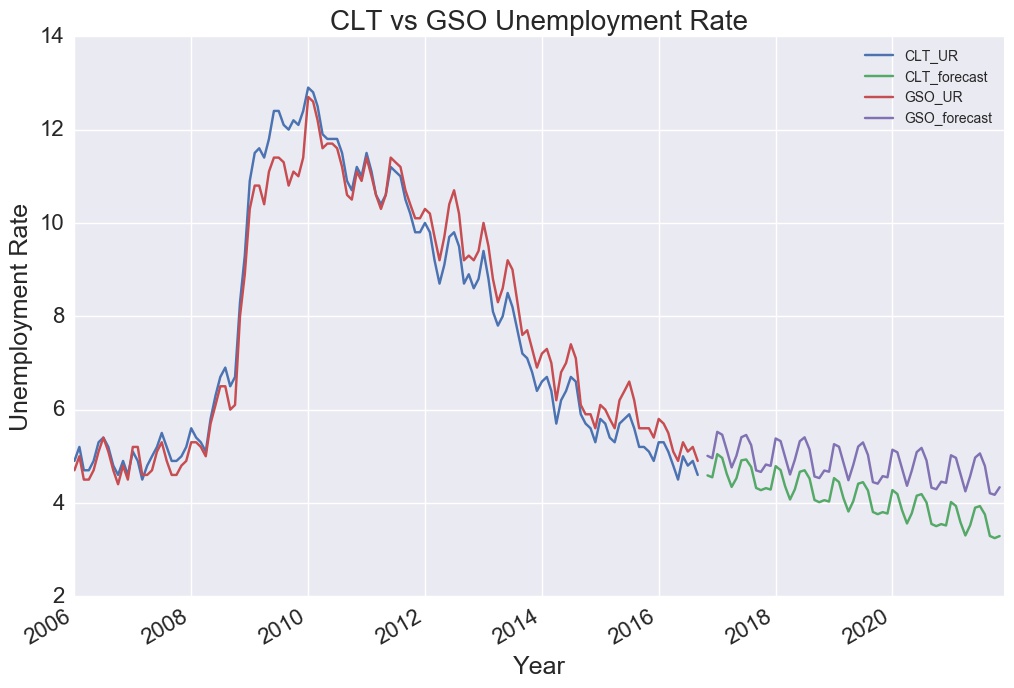 CLT vs GSO Unemployment Rate
14
12
10
8
6
4
2
Unemployment Rate
CLT_UR
CLT_forecast
GSO_UR
GSO_forecast
2006
2008
2010
2012
2014
2016
2018
2020
Year